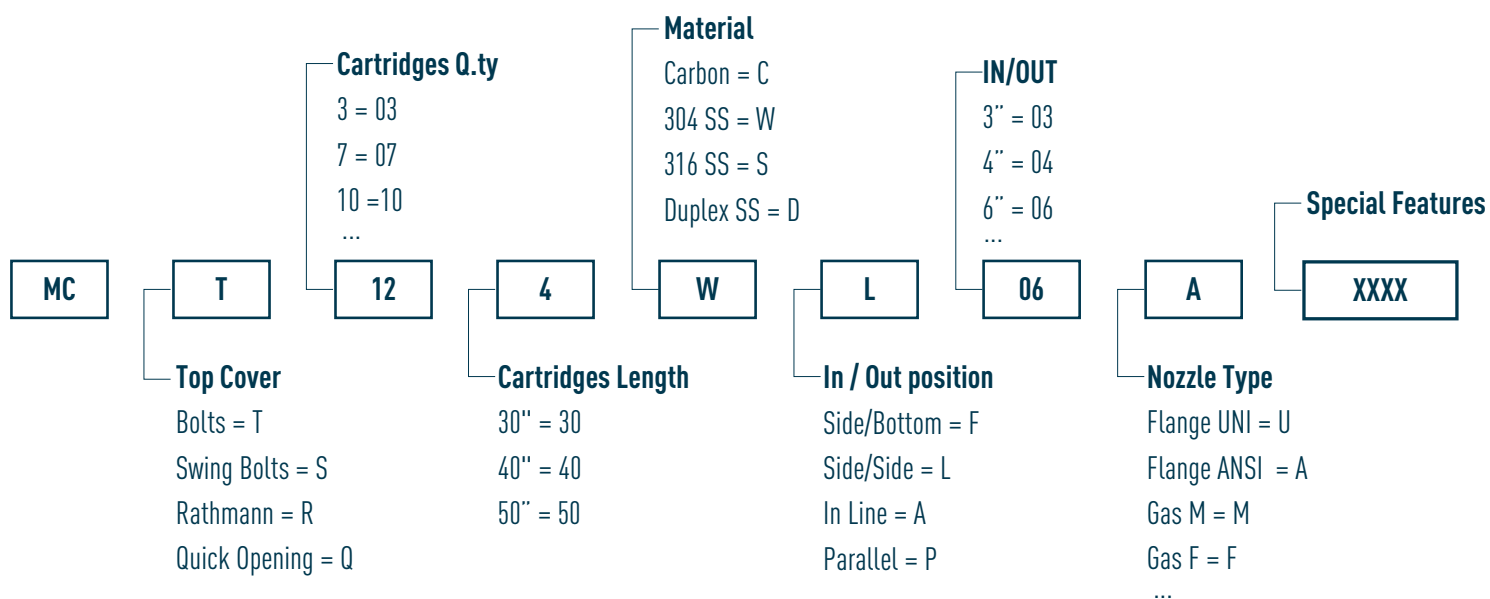 Material
Carbon = C
304 SS = W
316 SS = S
Duplex SS = D
Cartridges Q.ty
3 = 03
7 = 07
10 =10
...
IN/OUT
3” = 03
4” = 04
6” = 06
...
Special Features
MC T 12 4 W L 06 A XXXX
Top Cover
Bolts = T
Swing Bolts = S
Rathmann = R
Quick Opening = Q
Cartridges Length
30" = 30
40" = 40
50” = 50
In / Out position
Side/Bottom = F
Side/Side = L
In Line = A
Parallel = P
Nozzle Type
Flange UNI = U
Flange ANSI = A
Gas M = M
Gas F = F
...